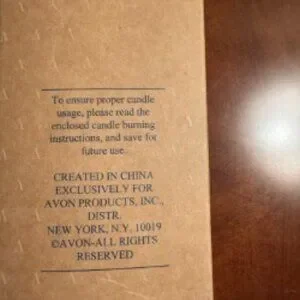 To ensure proper candle
usage, please read the
enclosed candle burning
instructions, and save for
future use.
CREATED IN CHINA
EXCLUSIVELY FOR
AVON PRODUCTS, INC.,
DISTR.
NEW YORK, N.Y. 10019
©AVON-ALL RIGHTS
RESERVED